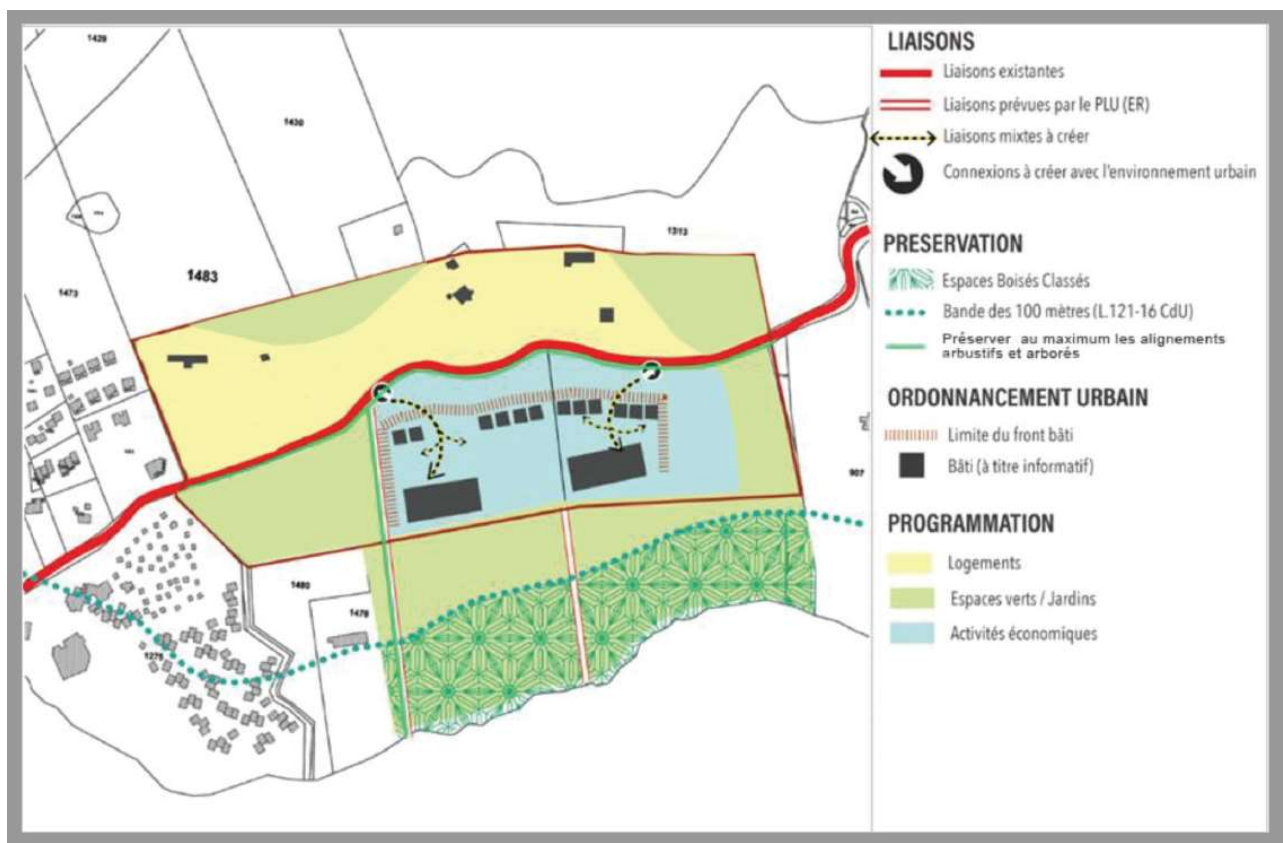 1429
1430
1483
1473
1313
907
1480
1478
1276
LIAISONS
Liaisons existantes
Liaisons prévues par le PLU (ER)
Liaisons mixtes à créer
Connexions à créer avec l'environnement urbain
PRESERVATION
Espaces Boisés Classés
Bande des 100 mètres (L.121-16 CdU)
Préserver au maximum les alignements
arbustifs et arborés
ORDONNANCEMENT URBAIN
Limite du front bâti
Bâti (à titre informatif)
PROGRAMMATION
Logements
Espaces verts / Jardins
Activités économiques